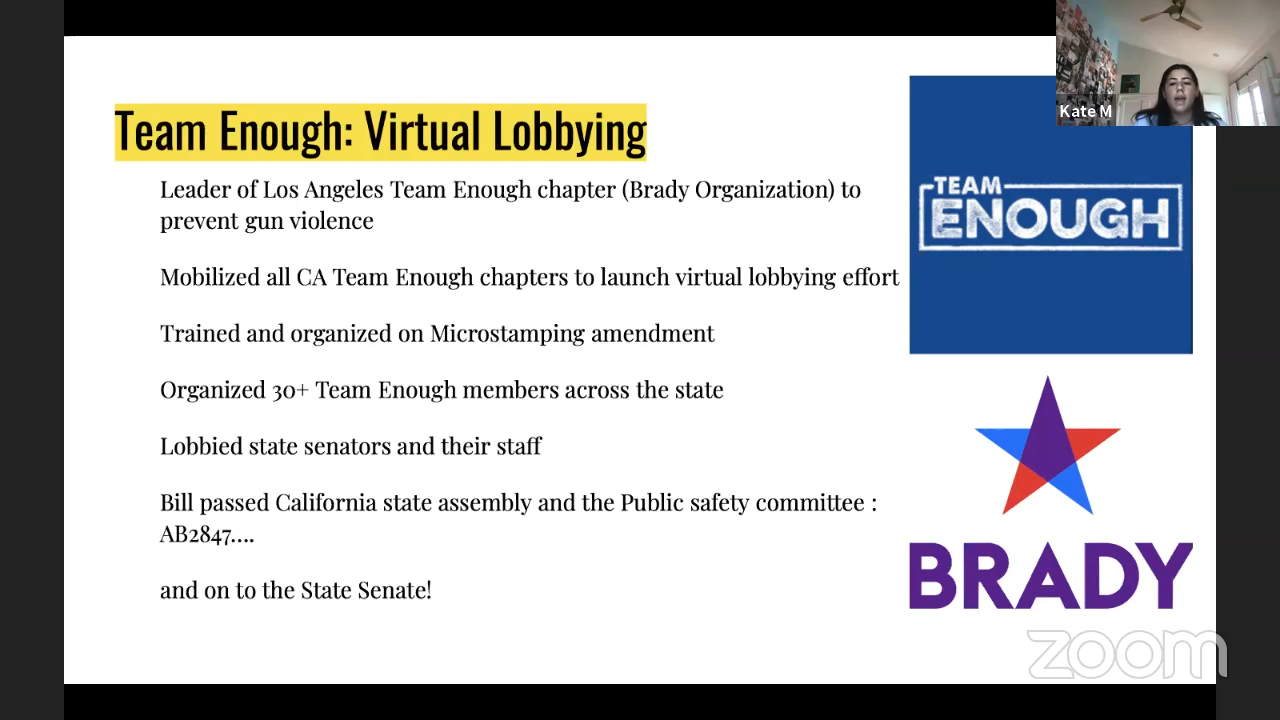 Kate M
Team Enough: Virtual Lobbying
Leader of Los Angeles Team Enough chapter (Brady Organization) to
prevent gun violence
Mobilized all CA Team Enough chapters to launch virtual lobbying effort
Trained and organized on Microstamping amendment
Organized 30+ Team Enough members across the state
Lobbied state senators and their staff
Bill passed California state assembly and the Public safety committee :
AB2847....
and on to the State Senate!
TEAM
ENOUGH
BRADY
zoom